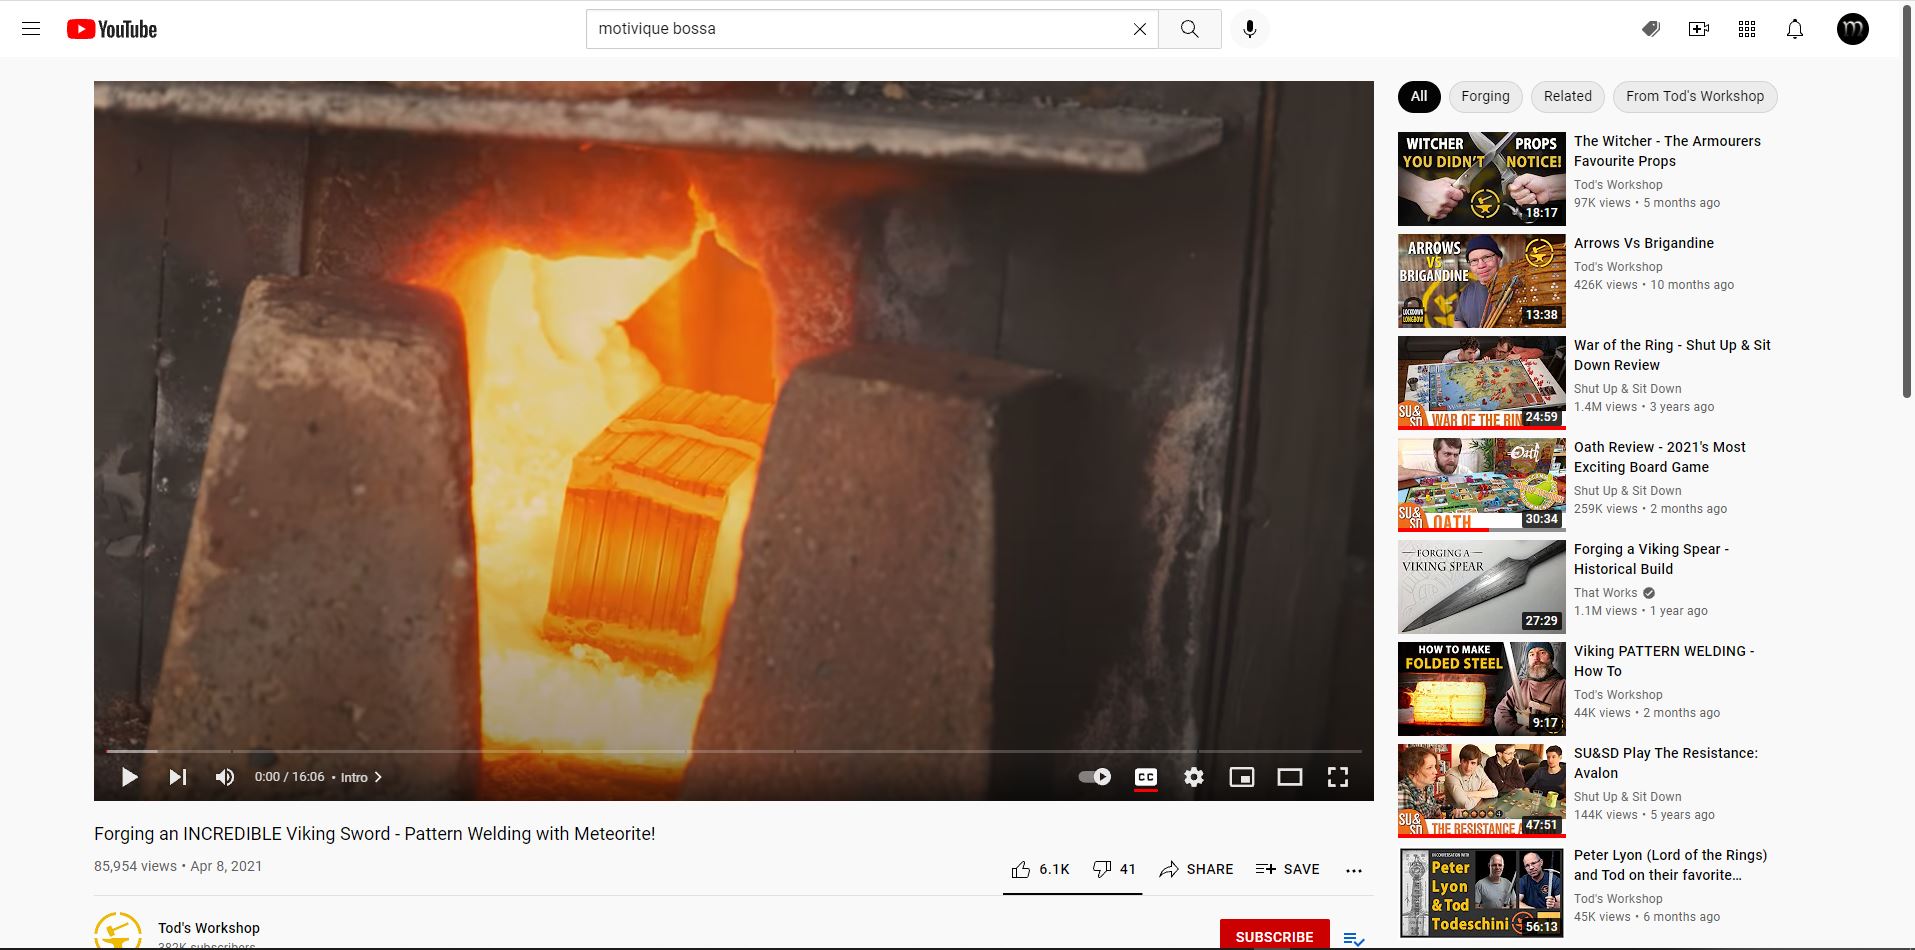 YouTube
motivique bossa
m
All
Forging
Related
From Tod's Workshop
WITCHER PROPS
YOU DIDN'T NOTICE!
18:17
The Witcher - The Armourers
Favourite Props
Tod's Workshop
97K views • 5 months ago
ARROWS
VS
BRIGANDINE
LOCKDOWN
LONGBOW
13:38
Arrows Vs Brigandine
Tod's Workshop
426K views • 10 months ago
SU&
SD
WAR OF THE RIN
24:59
War of the Ring - Shut Up & Sit
Down Review
Shut Up & Sit Down
1.4M views • 3 years ago
Oath
SU&
SD
OATH
30:34
Oath Review - 2021's Most
Exciting Board Game
Shut Up & Sit Down
259K views • 2 months ago
FORGING A
VIKING SPEAR
27:29
Forging a Viking Spear -
Historical Build
That Works
1.1M views • 1 year ago
HOW TO MAKE
FOLDED STEEL
9:17
Viking PATTERN WELDING -
How To
Tod's Workshop
44K views • 2 months ago
SU&
SD
THE RESISTANCE A
47:51
SU&SD Play The Resistance:
Avalon
Shut Up & Sit Down
144K views • 5 years ago
IN CONVERSATION WITH
Peter
Lyon
& Tod
Todeschini
56:13
Peter Lyon (Lord of the Rings)
and Tod on their favorite...
Tod's Workshop
45K views • 6 months ago
0:00 / 16:06 • Intro
CC
Forging an INCREDIBLE Viking Sword - Pattern Welding with Meteorite!
85,954 views • Apr 8, 2021
6.1K
41
SHARE
SAVE
Tod's Workshop
382K subscribers
SUBSCRIBE